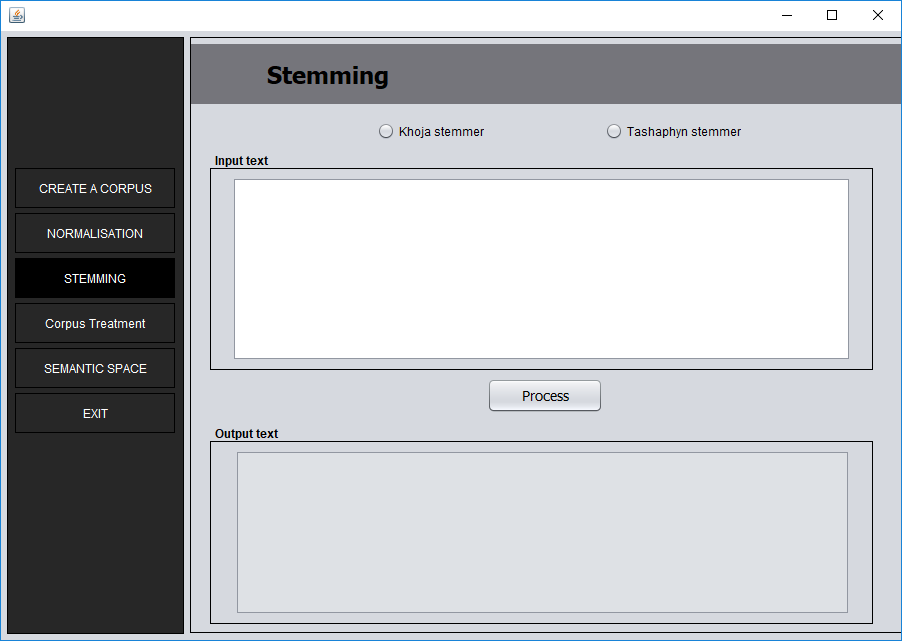 Stemming
Khoja stemmer
Tashaphyn stemmer
Input text
CREATE A CORPUS
NORMALISATION
STEMMING
Corpus Treatment
SEMANTIC SPACE
EXIT
Process
Output text